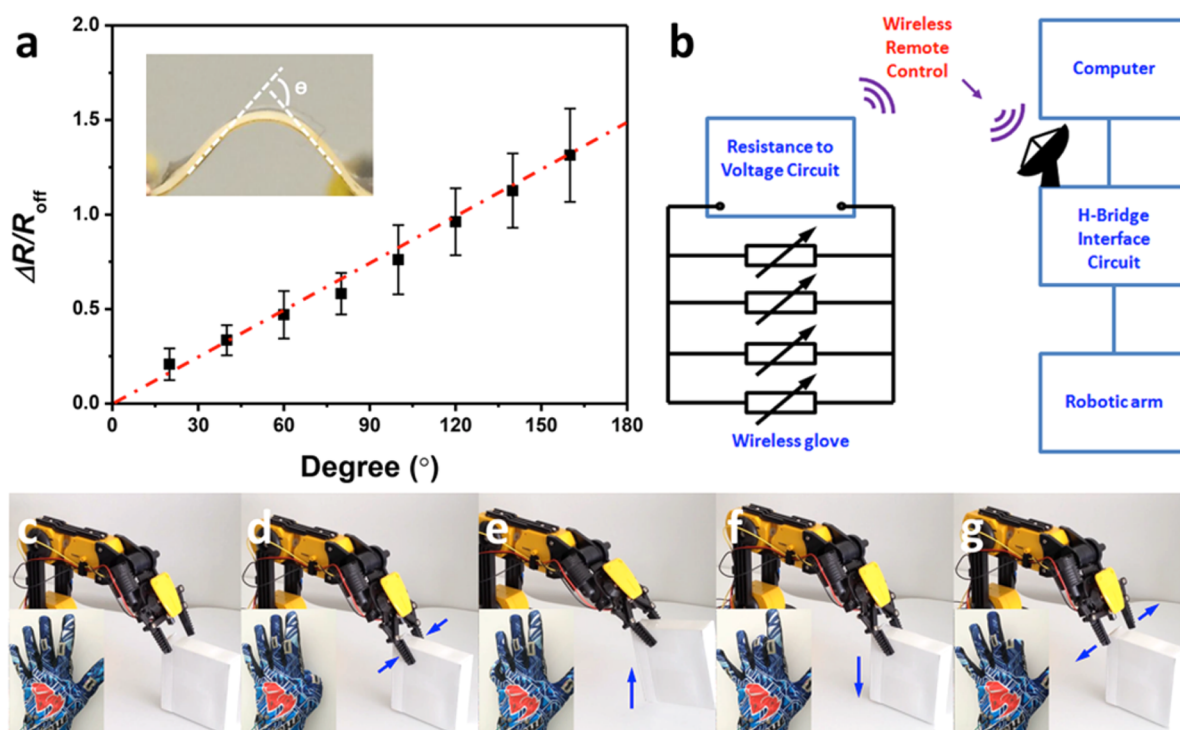 a
2.0
1.5
1.0
0.5
0.0
ΔR/R_off
θ
0
30
60
90
120
150
180
Degree (°)
b
Wireless
Remote
Control
Computer
Resistance to
Voltage Circuit
H-Bridge
Interface
Circuit
Wireless glove
Robotic arm
c
d
e
f
g